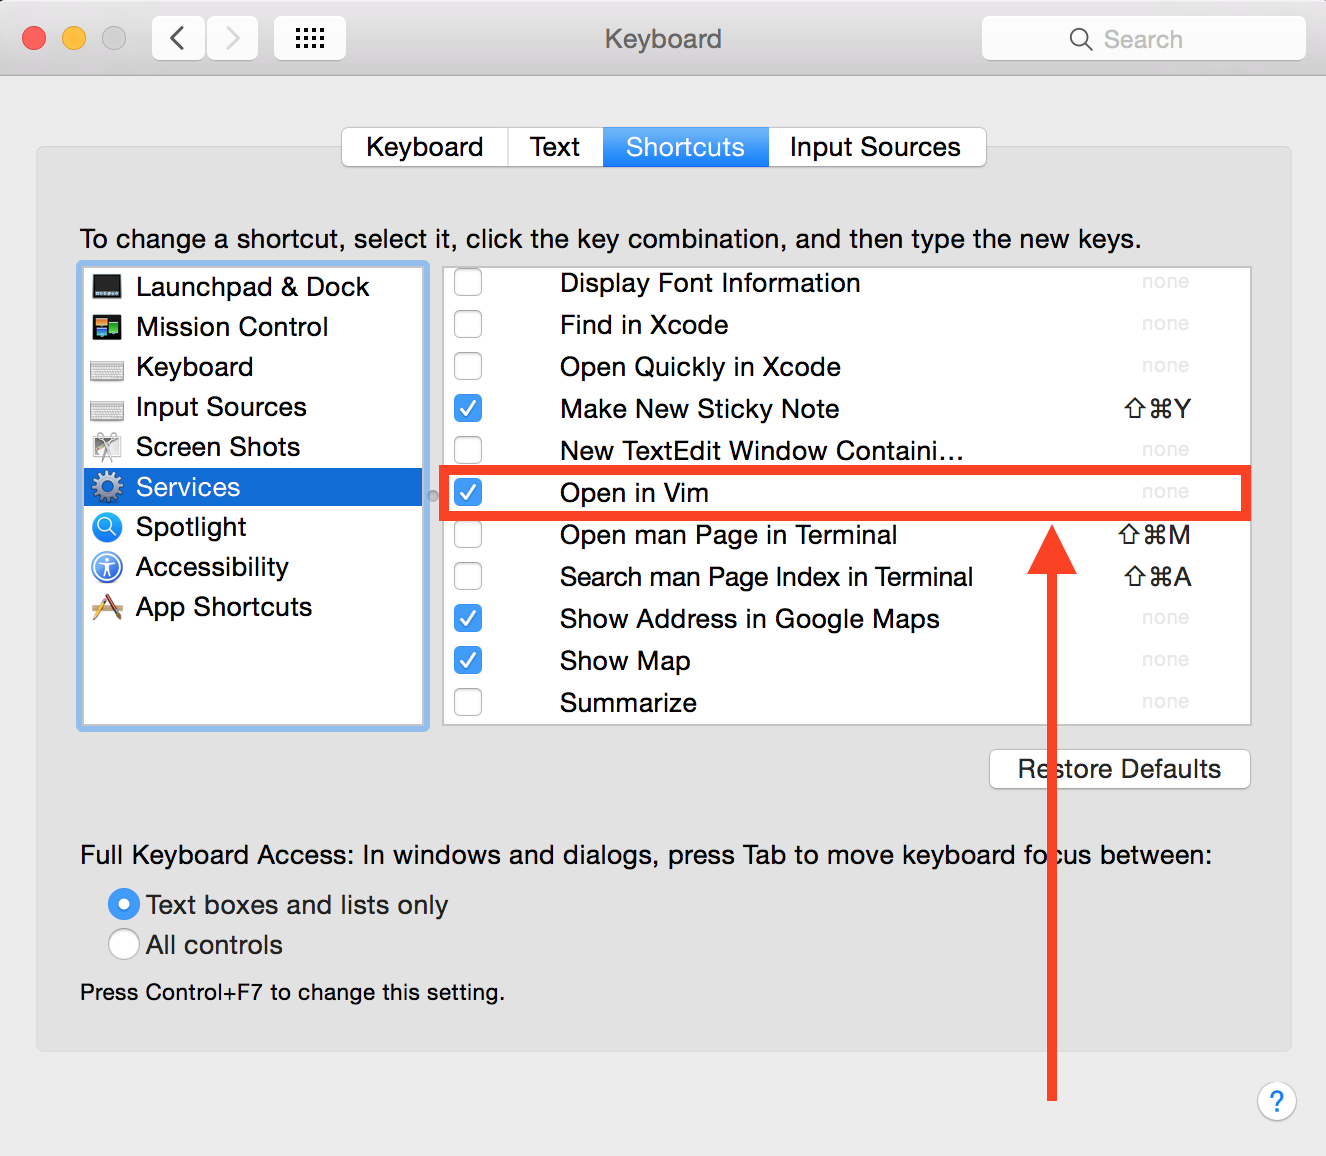 Keyboard
Search
Keyboard Text Shortcuts Input Sources
To change a shortcut, select it, click the key combination, and then type the new keys.
Launchpad & Dock
Mission Control
Keyboard
Input Sources
Screen Shots
Services
Spotlight
Accessibility
App Shortcuts
Display Font Information none
Find in Xcode none
Open Quickly in Xcode none
Make New Sticky Note ⇧⌘Y
New TextEdit Window Containi... none
Open in Vim none
Open man Page in Terminal ⇧⌘M
Search man Page Index in Terminal ⇧⌘A
Show Address in Google Maps none
Show Map none
Summarize none
Restore Defaults
Full Keyboard Access: In windows and dialogs, press Tab to move keyboard focus between:
Text boxes and lists only
All controls
Press Control+F7 to change this setting.
?